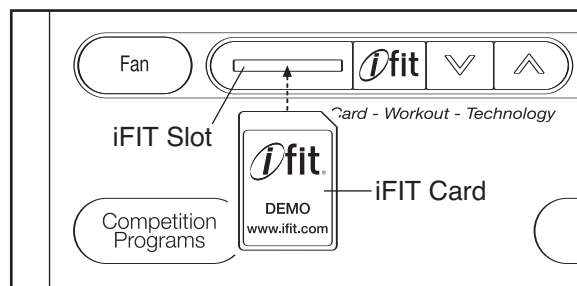 Fan
ifit
iFIT Slot
Card - Workout - Technology
ifit®
iFIT Card
DEMO
www.ifit.com
Competition
Programs